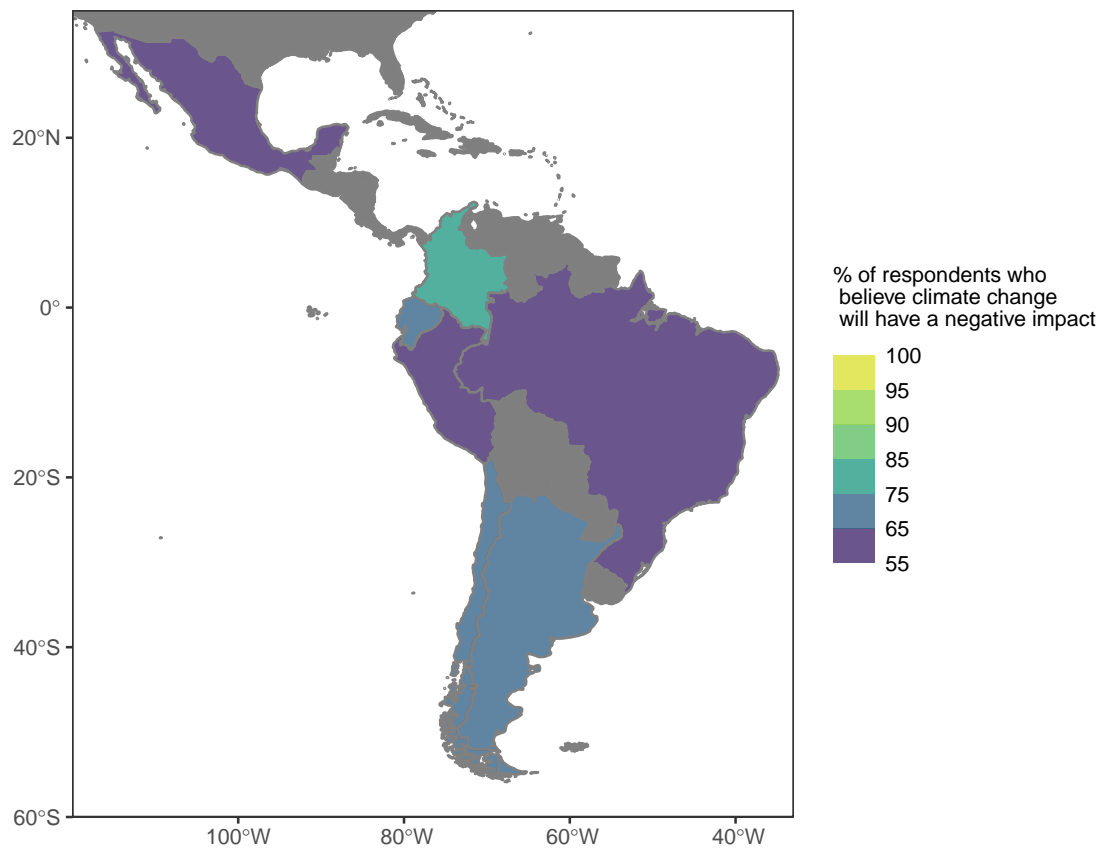 20°N
0°
20°S
40°S
60°S
100°W
80°W
60°W
40°W
% of respondents who
believe climate change
will have a negative impact
100
95
90
85
75
65
55